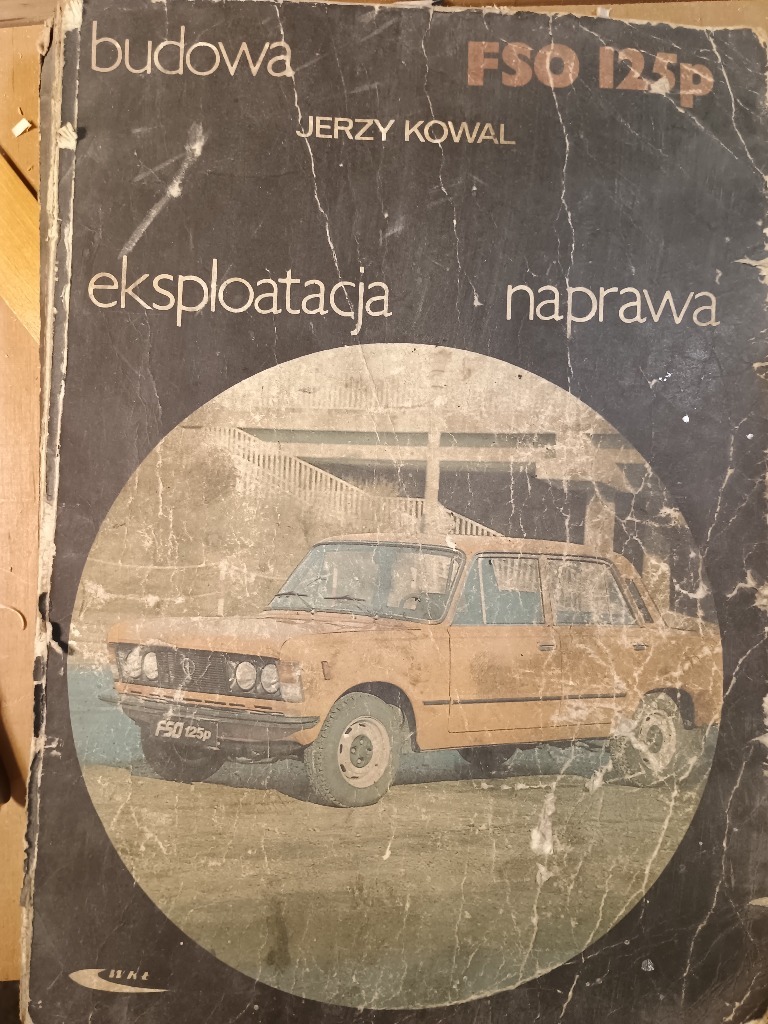 budowa FSO 125p
JERZY KOWAL
eksploatacja naprawa
FSO 125p
WKŁ